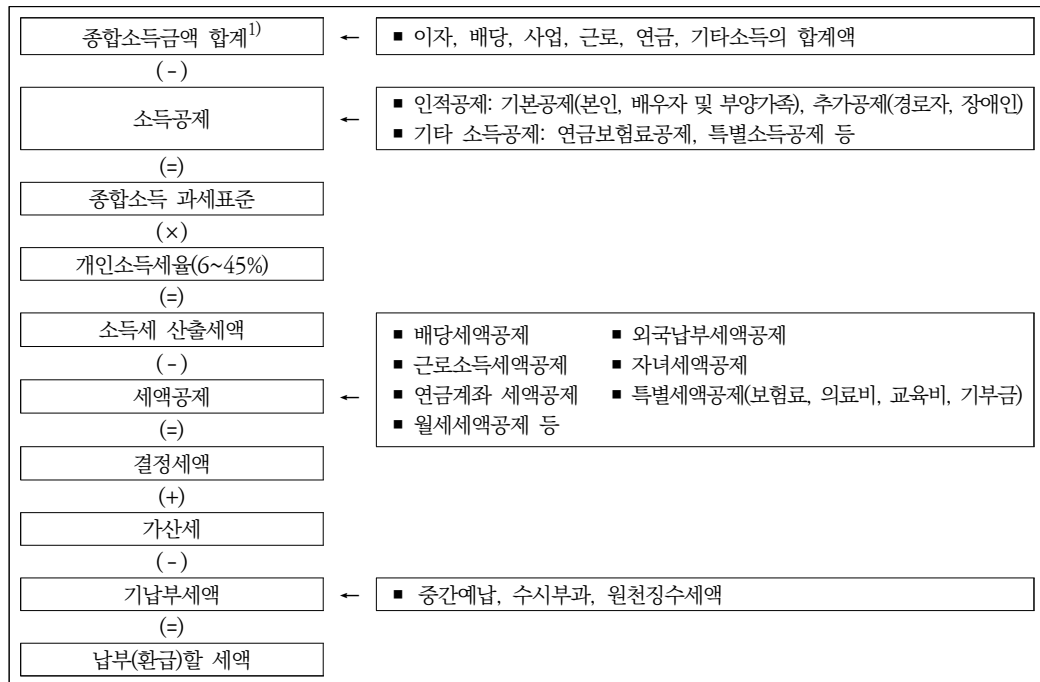 종합소득금액 합계1) ← ▪ 이자, 배당, 사업, 근로, 연금, 기타소득의 합계액
(-)
소득공제 ← ▪ 인적공제: 기본공제(본인, 배우자 및 부양가족), 추가공제(경로자, 장애인)
▪ 기타 소득공제: 연금보험료공제, 특별소득공제 등
(=)
종합소득 과세표준
(×)
개인소득세율(6~45%)
(=)
소득세 산출세액
(-)
세액공제 ←
▪ 배당세액공제 ▪ 외국납부세액공제
▪ 근로소득세액공제 ▪ 자녀세액공제
▪ 연금계좌 세액공제 ▪ 특별세액공제(보험료, 의료비, 교육비, 기부금)
▪ 월세세액공제 등
(=)
결정세액
(+)
가산세
(-)
기납부세액 ← ▪ 중간예납, 수시부과, 원천징수세액
(=)
납부(환급)할 세액